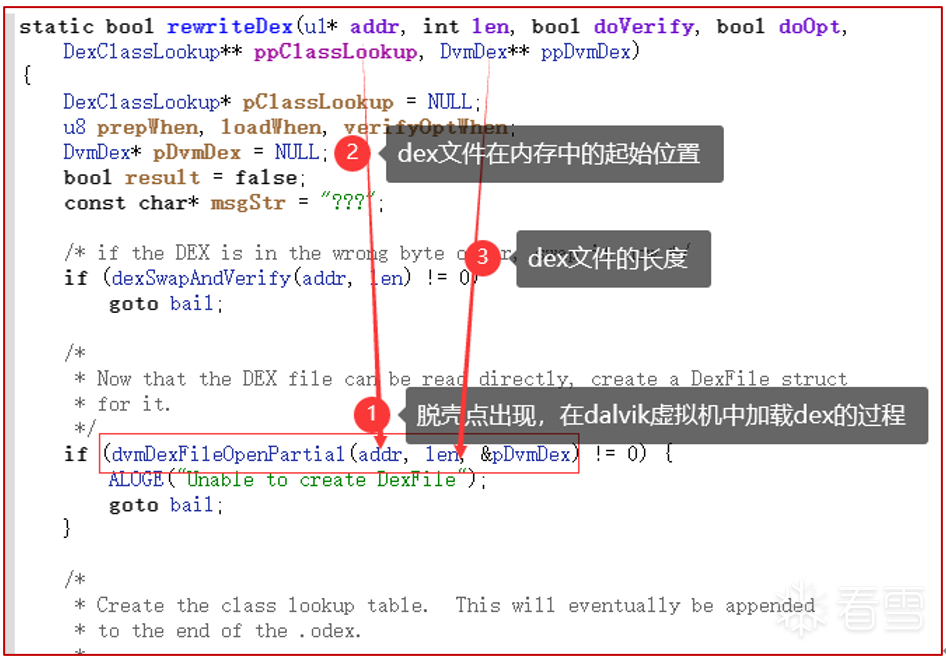 static bool rewriteDex(u1* addr, int len, bool doVerify, bool doOpt,
DexClassLookup** ppClassLookup, DvmDex** ppDvmDex)
{
DexClassLookup* pClassLookup = NULL;
u8 prepWhen, loadWhen, verifyOptWhen;
DvmDex* pDvmDex = NULL;
2 dex文件在内存中的起始位置
bool result = false;
const char* msgStr = "???";
/* if the DEX is in the wrong byte
3 dex文件的长度
if (dexSwapAndVerify(addr, len) != 0)
goto bail;
/*
* Now that the DEX file can be read directly, create a DexFile struct
* for it.
*/
1 脱壳点出现，在dalvik虚拟机中加载dex的过程
if (dvmDexFileOpenPartial(addr, len, &pDvmDex) != 0) {
ALOGE("Unable to create DexFile");
goto bail;
}
/*
* Create the class lookup table.  This will eventually be appended
* to the end of the .odex.
*
看雪